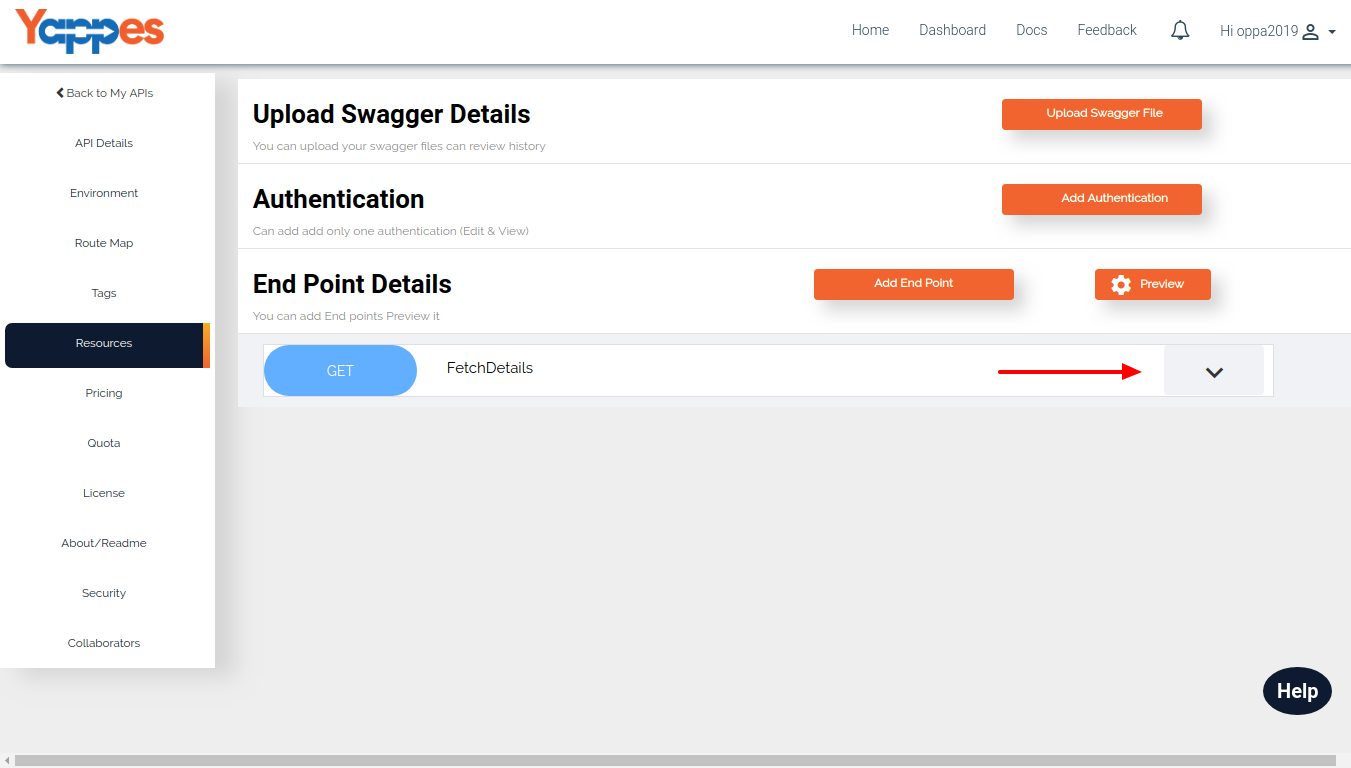 Yappes
Home Dashboard Docs Feedback Hi oppa2019
Back to My APIs
API Details
Environment
Route Map
Tags
Resources
Pricing
Quota
License
About/Readme
Security
Collaborators
Upload Swagger Details
Upload Swagger File
You can upload your swagger files can review history
Authentication
Add Authentication
Can add add only one authentication (Edit & View)
End Point Details
Add End Point
Preview
You can add End points Preview it
GET
FetchDetails
Help